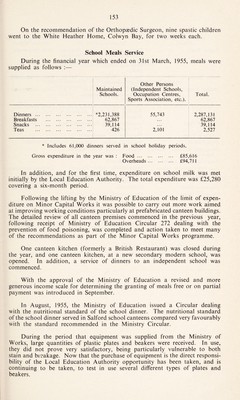 153
On the recommendation of the Orthopædic Surgeon, nine spastic children
went to the White Heather Home, Colwyn Bay, for two weeks each.
School Meals Service
During the financial year which ended on 31st March, 1955, meals were
supplied as follows :—
Maintained Schools. Other Persons (Independent Schools, Occupation Centres, Sports Association, etc.). Total.
Dinners *2,231,388 55,743 2,287,131
Breakfasts 62,867 62,867
Snacks 39,114 39,114
Teas 426 2,101 2,527
* Includes 61,000 dinners served in school holiday periods.
Gross expenditure in the year was : Food £85,616
Overheads £94,711
In addition, and for the first time, expenditure on school milk was met
initially by the Local Education Authority. The total expenditure was £25,280
covering a six-month period.
Following the lifting by the Ministry of Education of the limit of expen-
diture on Minor Capital Works it was possible to carry out more work aimed
at improving working conditions particularly at prefabricated canteen buildings.
The detailed review of all canteen premises commenced in the previous year,
following receipt of Ministry of Education Circular 272 dealing with the
prevention of food poisoning, was completed and action taken to meet many
of the recommendations as part of the Minor Capital Works programme.
One canteen kitchen (formerly a British Restaurant) was closed during
the year, and one canteen kitchen, at a new secondary modern school, was
opened. In addition, a service of dinners to an independent school was
commenced.
With the approval of the Ministry of Education a revised and more
generous income scale for determining the granting of meals free or on partial
payment was introduced in September.
In August, 1955, the Ministry of Education issued a Circular dealing
with the nutritional standard of the school dinner. The nutritional standard
of the school dinner served in Salford school canteens compared very favourably
with the standard recommended in the Ministry Circular.
During the period that equipment was supplied from the Ministry of
Works, large quantities of plastic plates and beakers were received. In use,
they did not prove very satisfactory, being particularly vulnerable to both
stain and breakage. Now that the purchase of equipment is the direct responsi-
bility of the Local Education Authority opportunity has been taken, and is
continuing to be taken, to test in use several different types of plates and
beakers.